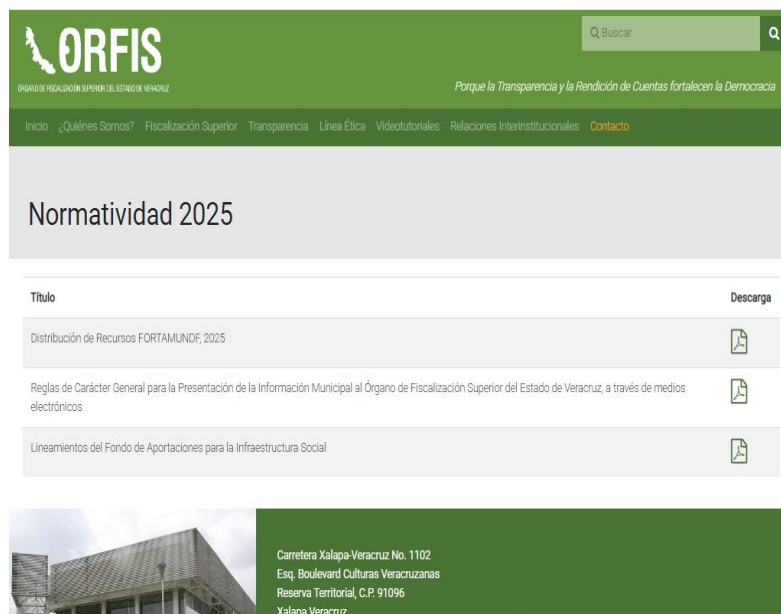 ORFIS
ÓRGANO DE FISCALIZACIÓN SUPERIOR DEL ESTADO DE VERACRUZ
Buscar
Porque la Transparencia y la Rendición de Cuentas fortalecen la Democracia
Inicio ¿Quiénes Somos? Fiscalización Superior Transparencia Línea Ética Videotutoriales Relaciones Interinstitucionales Contacto
Normatividad 2025
Título Descarga
Distribución de Recursos FORTAMUNDF, 2025
Reglas de Carácter General para la Presentación de la Información Municipal al Órgano de Fiscalización Superior del Estado de Veracruz, a través de medios
electrónicos
Lineamientos del Fondo de Aportaciones para la Infraestructura Social
Carretera Xalapa-Veracruz No. 1102
Esq. Boulevard Culturas Veracruzanas
Reserva Territorial, C.P. 91096
Xalapa Veracruz